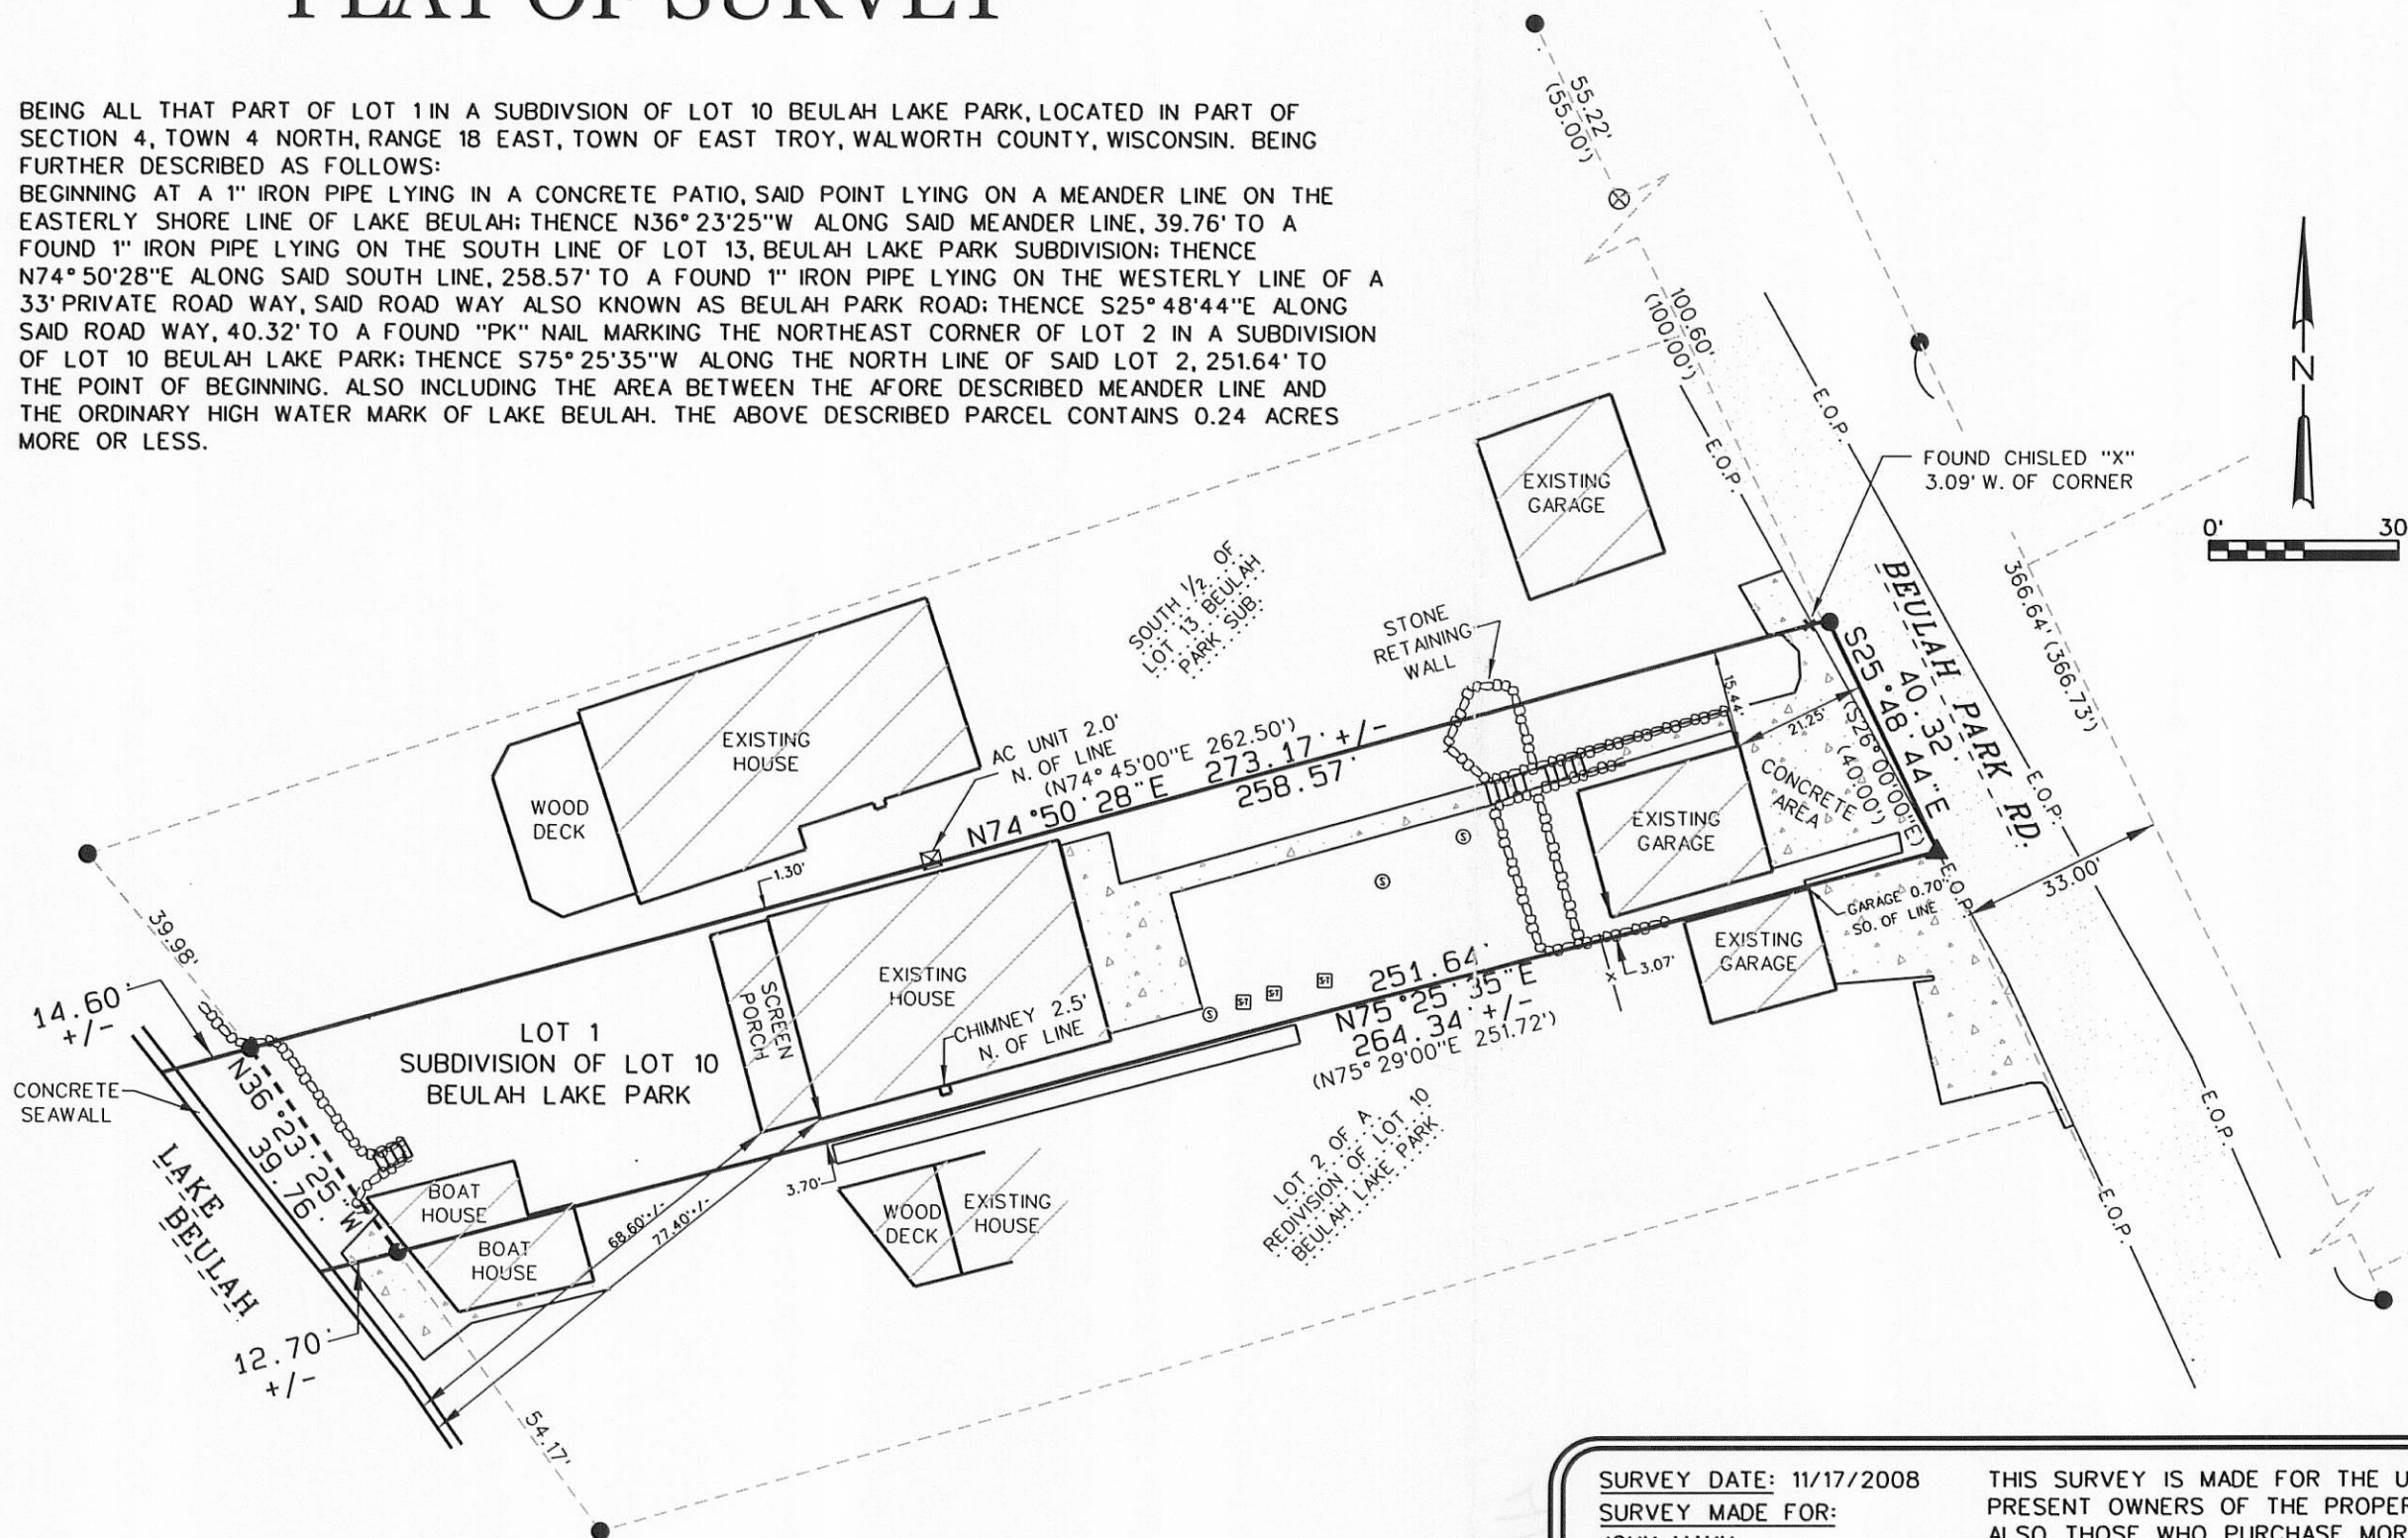 PLAT OF SURVEY
BEING ALL THAT PART OF LOT 1 IN A SUBDIVSION OF LOT 10 BEULAH LAKE PARK, LOCATED IN PART OF
SECTION 4, TOWN 4 NORTH, RANGE 18 EAST, TOWN OF EAST TROY, WALWORTH COUNTY, WISCONSIN. BEING
FURTHER DESCRIBED AS FOLLOWS:
BEGINNING AT A 1" IRON PIPE LYING IN A CONCRETE PATIO, SAID POINT LYING ON A MEANDER LINE ON THE
EASTERLY SHORE LINE OF LAKE BEULAH; THENCE N36°23'25"W ALONG SAID MEANDER LINE, 39.76' TO A
FOUND 1" IRON PIPE LYING ON THE SOUTH LINE OF LOT 13, BEULAH LAKE PARK SUBDIVISION; THENCE
N74°50'28"E ALONG SAID SOUTH LINE, 258.57' TO A FOUND 1" IRON PIPE LYING ON THE WESTERLY LINE OF A
33' PRIVATE ROAD WAY, SAID ROAD WAY ALSO KNOWN AS BEULAH PARK ROAD; THENCE S25°48'44"E ALONG
SAID ROAD WAY, 40.32' TO A FOUND "PK" NAIL MARKING THE NORTHEAST CORNER OF LOT 2 IN A SUBDIVISION
OF LOT 10 BEULAH LAKE PARK; THENCE S75°25'35"W ALONG THE NORTH LINE OF SAID LOT 2, 251.64' TO
THE POINT OF BEGINNING. ALSO INCLUDING THE AREA BETWEEN THE AFORE DESCRIBED MEANDER LINE AND
THE ORDINARY HIGH WATER MARK OF LAKE BEULAH. THE ABOVE DESCRIBED PARCEL CONTAINS 0.24 ACRES
MORE OR LESS.
55.22'
(55.00')
100.60'
(100.00')
E.O.P.
E.O.P.
FOUND CHISLED "X"
3.09' W. OF CORNER
N
0' 30
EXISTING
GARAGE
SOUTH 1/2 OF
LOT 13 BEULAH
PARK SUB.
STONE
RETAINING
WALL
BEULAH PARK RD.
366.64' (366.73')
S25°48'44"E
40.32'
(S26°00'00"E)
(40.00')
15.44'
21.25'
CONCRETE
AREA
E.O.P.
33.00'
EXISTING
HOUSE
WOOD
DECK
AC UNIT 2.0'
N. OF LINE
(N74°45'00"E 262.50')
N74°50'28"E 273.17'+/-
258.57'
1.30'
EXISTING
GARAGE
GARAGE 0.70'
SO. OF LINE
E.O.P.
EXISTING
GARAGE
3.07'
X
39.98'
14.60'
+/-
CONCRETE
SEAWALL
LOT 1
SUBDIVISION OF LOT 10
BEULAH LAKE PARK
SCREEN
PORCH
EXISTING
HOUSE
CHIMNEY 2.5'
N. OF LINE
S
S
S
ST
ST
ST
251.64'
N75°25'35"E
264.34'+/-
(N75°29'00"E 251.72')
N36°23'25"W
39.76'
LAKE
BEULAH
BOAT
HOUSE
BOAT
HOUSE
12.70'
+/-
68.60'+/-
77.40'+/-
3.70'
WOOD
DECK
EXISTING
HOUSE
LOT 2 OF A
REDIVISION OF LOT 10
BEULAH LAKE PARK
E.O.P.
E.O.P.
54.17'
SURVEY DATE: 11/17/2008
SURVEY MADE FOR:
THIS SURVEY IS MADE FOR THE U
PRESENT OWNERS OF THE PROPER
ALSO THOSE WHO PURCHASE MOR